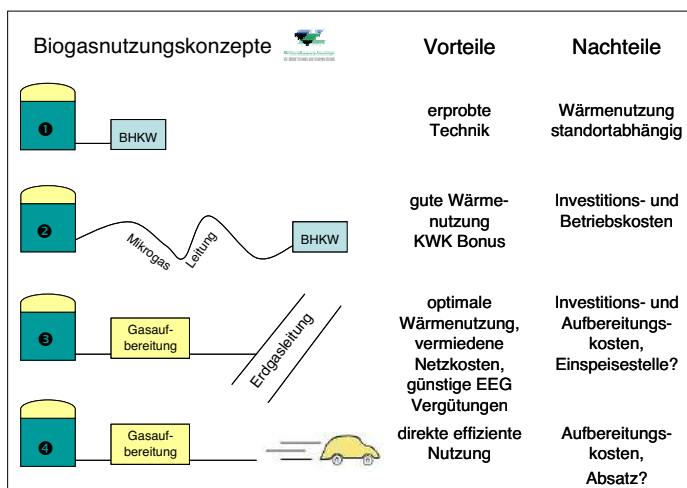 Biogasnutzungskonzepte
Vorteile
Nachteile
❶
BHKW
erprobte
Technik
Wärmenutzung
standortabhängig
❷
Mikrogas
Leitung
BHKW
gute Wärme-
nutzung
KWK Bonus
Investitions- und
Betriebskosten
❸
Gasauf-
bereitung
Erdgasleitung
optimale
Wärmenutzung,
vermiedene
Netzkosten,
günstige EEG
Vergütungen
Investitions- und
Aufbereitungs-
kosten,
Einspeisestelle?
❹
Gasauf-
bereitung
direkte effiziente
Nutzung
Aufbereitungs-
kosten,
Absatz?